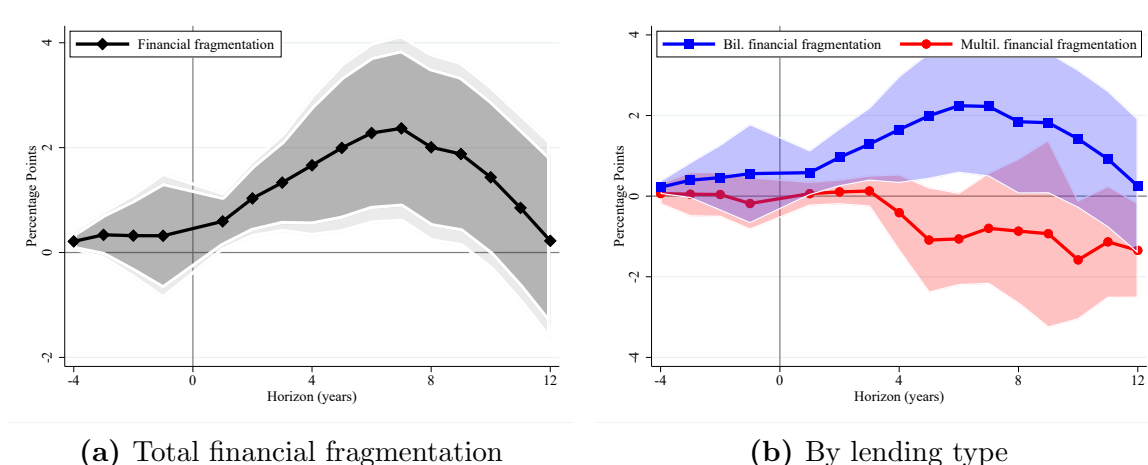 Financial fragmentation
4
2
0
-2
Percentage Points
-4 0 4 8 12
Horizon (years)
(a) Total financial fragmentation
Bil. financial fragmentation Multil. financial fragmentation
4
2
0
-2
-4
Percentage Points
-4 0 4 8 12
Horizon (years)
(b) By lending type